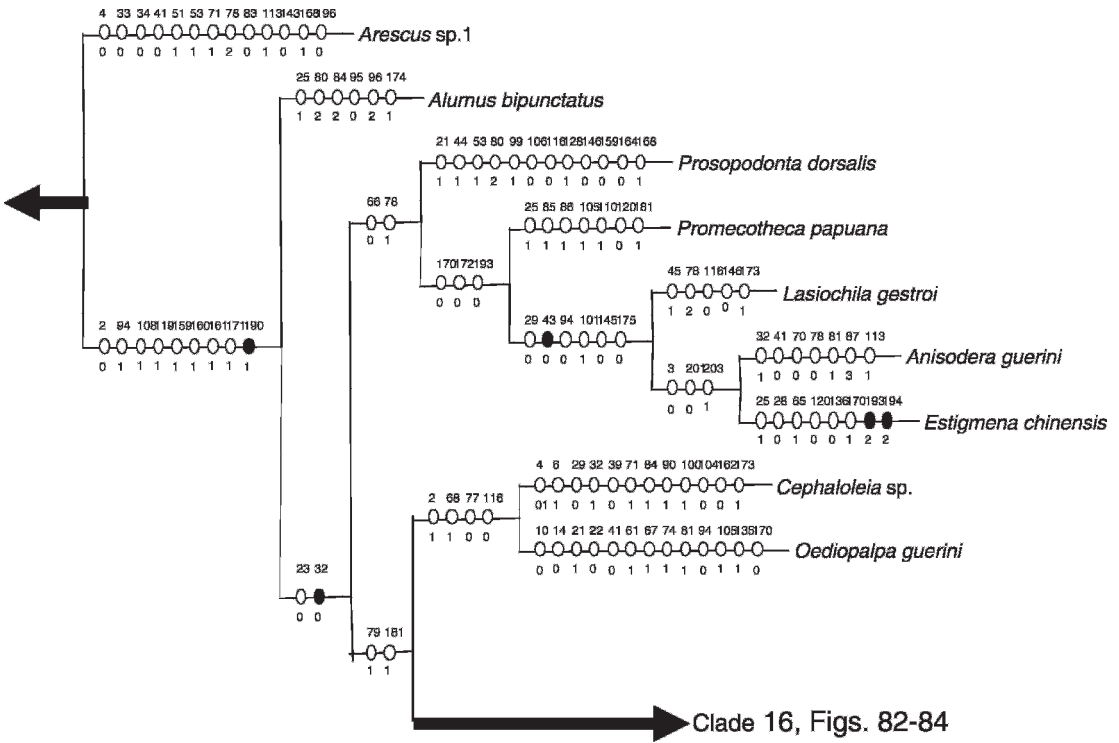 4 33 34 41 51 53 71 76 83 113143168196
Arescus sp.1
0 0 0 0 1 1 1 2 0 1 0 1 0
25 80 84 95 96 174
Alurnus bipunctatus
1 2 2 0 2 1
21 44 53 80 99 106116128146159164168
Prosopodonta dorsalis
1 1 1 2 1 0 0 1 0 0 0 1
66 78
0 1
25 85 86 105110120181
Promecotheca papuana
1 1 1 1 1 0 1
170172193
0 0 0
45 78 116146173
Lasiochila gestroi
1 2 0 0 1
2 94 108119159160161171190
0 1 1 1 1 1 1 1 1
29 43 94 101145175
0 0 0 1 0 0
32 41 70 78 81 87 113
Anisodera guerini
1 0 0 0 1 3 1
3 201203
0 0 1
25 26 65 120136170193194
Estigmena chinensis
1 0 1 0 0 1 2 2
4 6 29 32 39 71 84 90 100104162173
Cephaloleia sp.
01 1 0 1 0 1 1 1 1 0 0 1
2 68 77 116
1 1 0 0
10 14 21 22 41 61 67 74 81 94 105135170
Oediopalpa guerini
0 0 1 0 0 1 1 1 1 0 1 1 0
23 32
0 0
79 181
1 1
Clade 16, Figs. 82-84